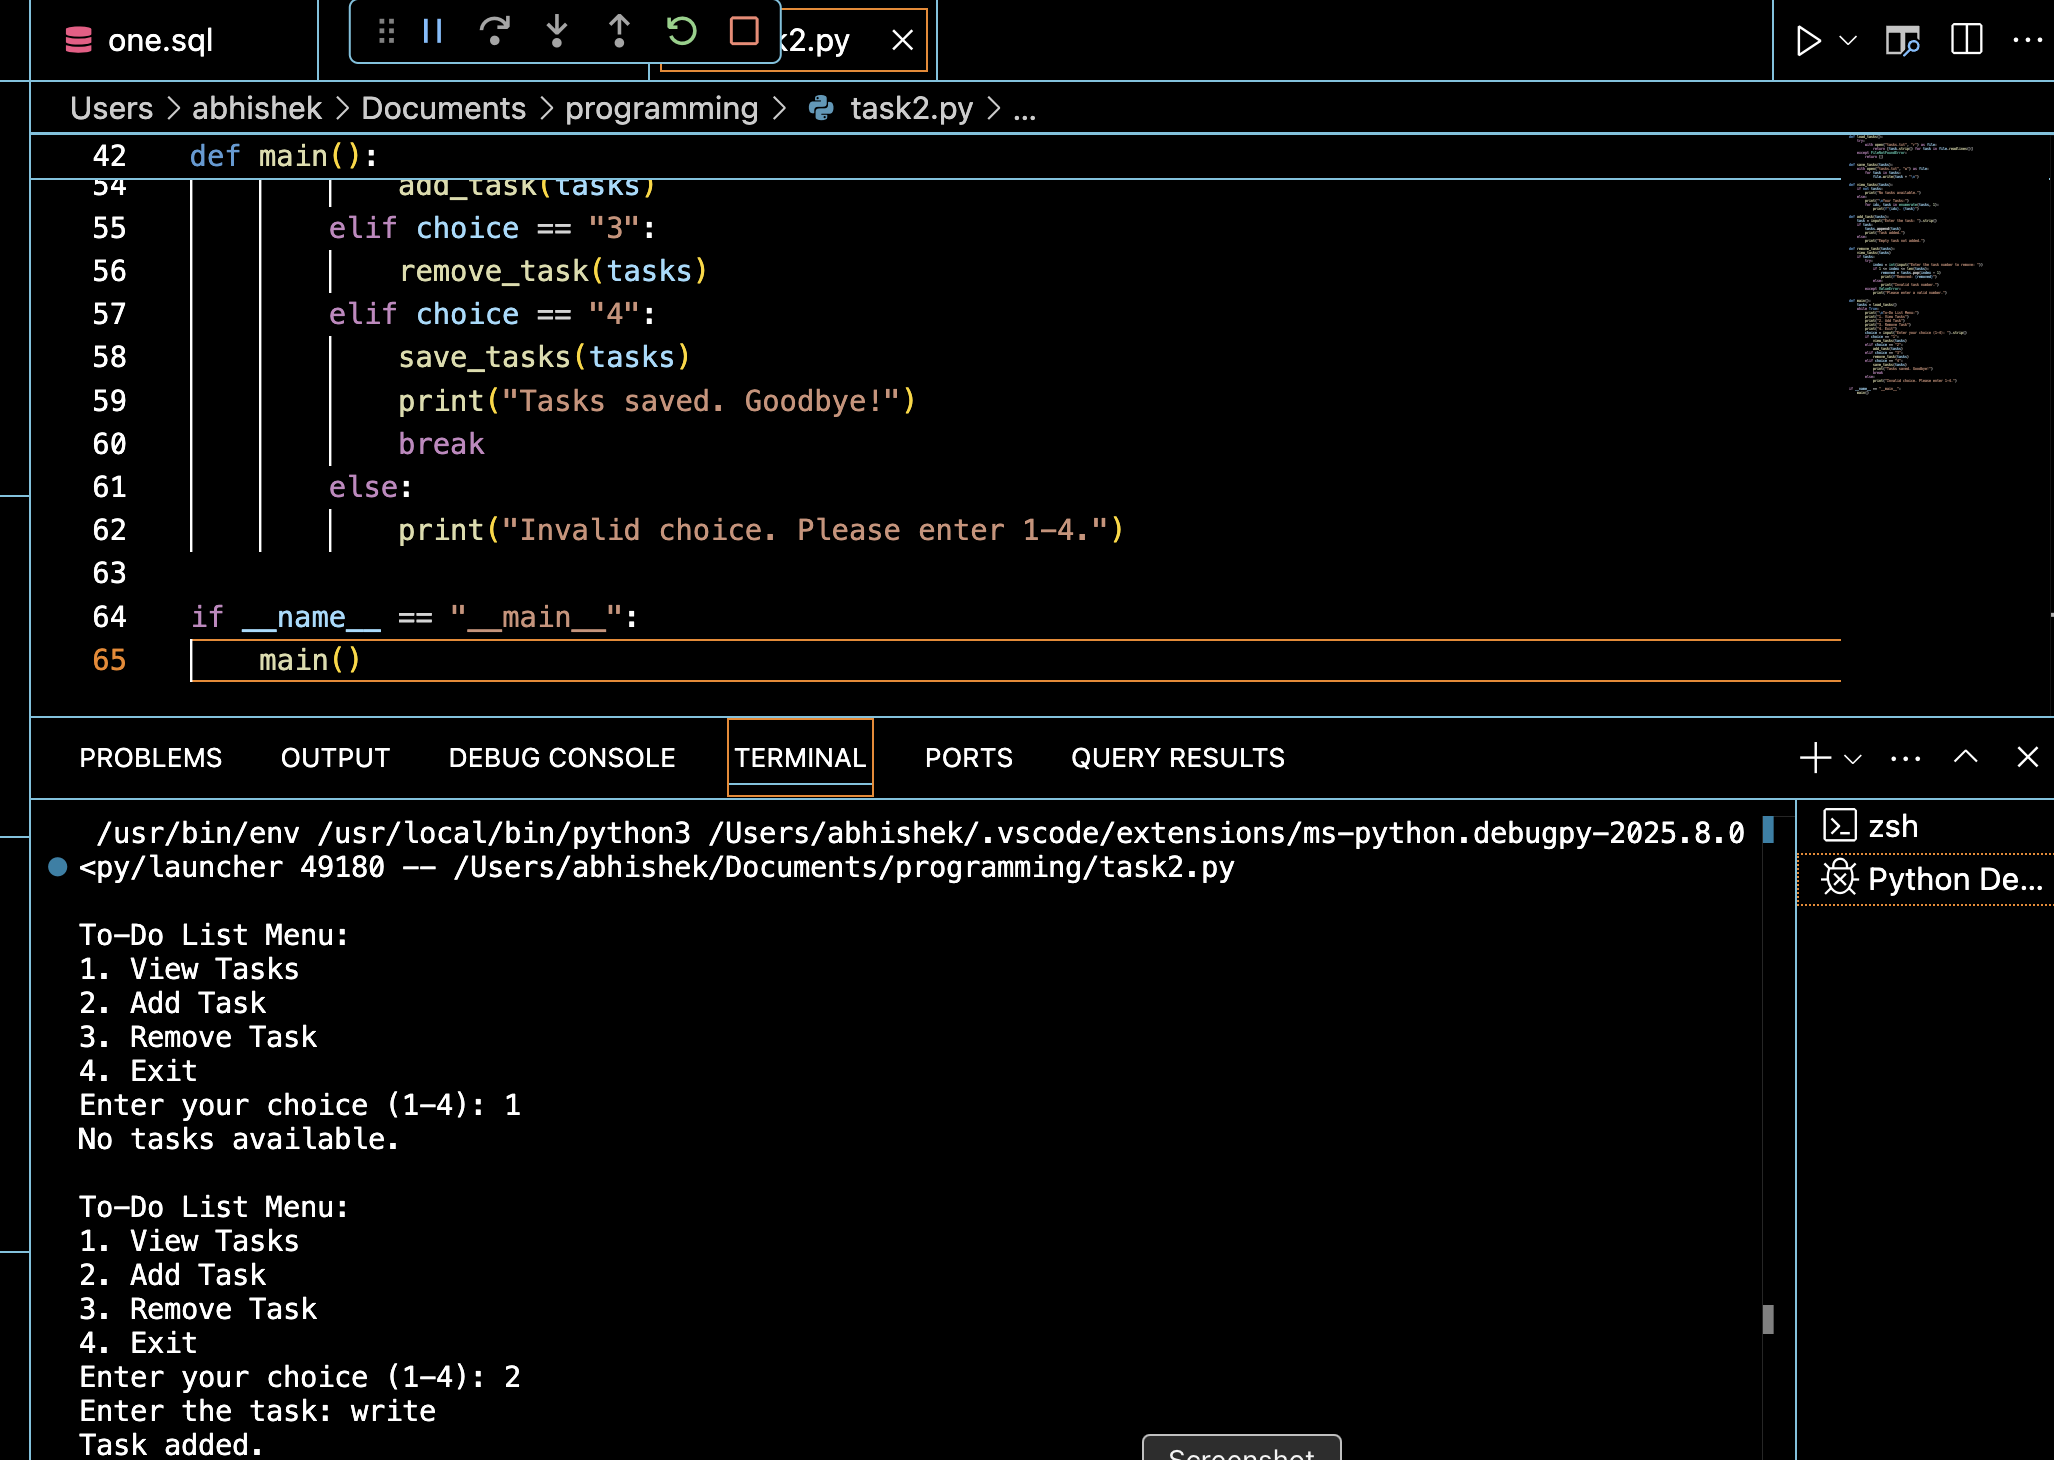 one.sql
k2.py
Users > abhishek > Documents > programming > task2.py > ...
42 def main():
54 add_task(tasks)
55 elif choice == "3":
56 remove_task(tasks)
57 elif choice == "4":
58 save_tasks(tasks)
59 print("Tasks saved. Goodbye!")
60 break
61 else:
62 print("Invalid choice. Please enter 1-4.")
63
64 if __name__ == "__main__":
65 main()
PROBLEMS OUTPUT DEBUG CONSOLE TERMINAL PORTS QUERY RESULTS
/usr/bin/env /usr/local/bin/python3 /Users/abhishek/.vscode/extensions/ms-python.debugpy-2025.8.0
<py/launcher 49180 -- /Users/abhishek/Documents/programming/task2.py
To-Do List Menu:
1. View Tasks
2. Add Task
3. Remove Task
4. Exit
Enter your choice (1-4): 1
No tasks available.
To-Do List Menu:
1. View Tasks
2. Add Task
3. Remove Task
4. Exit
Enter your choice (1-4): 2
Enter the task: write
Task added.
zsh
Python De...
Screenshot